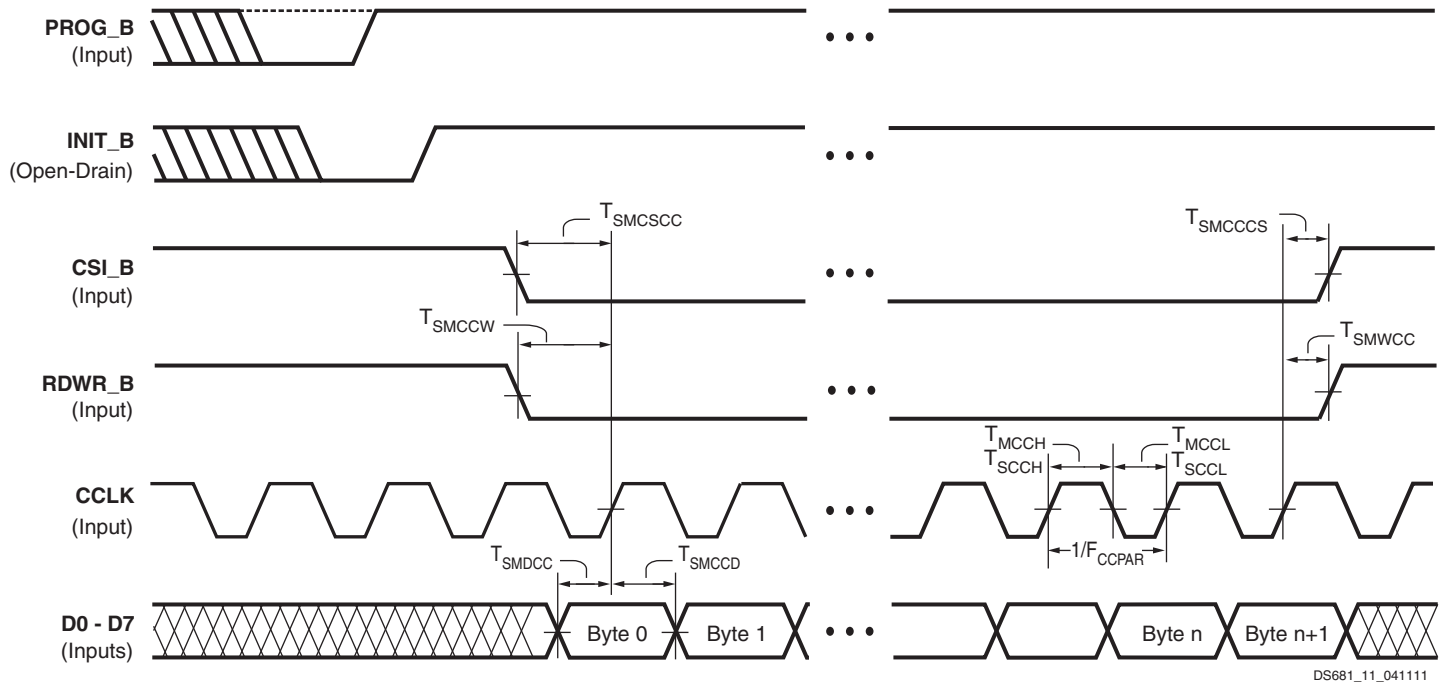 PROG_B
(Input)
INIT_B
(Open-Drain)
T_SMCSCC
T_SMCCCS
CSI_B
(Input)
T_SMCCW
T_SMWCC
RDWR_B
(Input)
T_MCCH
T_SCCH
T_MCCL
T_SCCL
CCLK
(Input)
1/F_CCPAR
T_SMDCC
T_SMCCD
D0 - D7
(Inputs)
Byte 0
Byte 1
Byte n
Byte n+1
DS681_11_041111